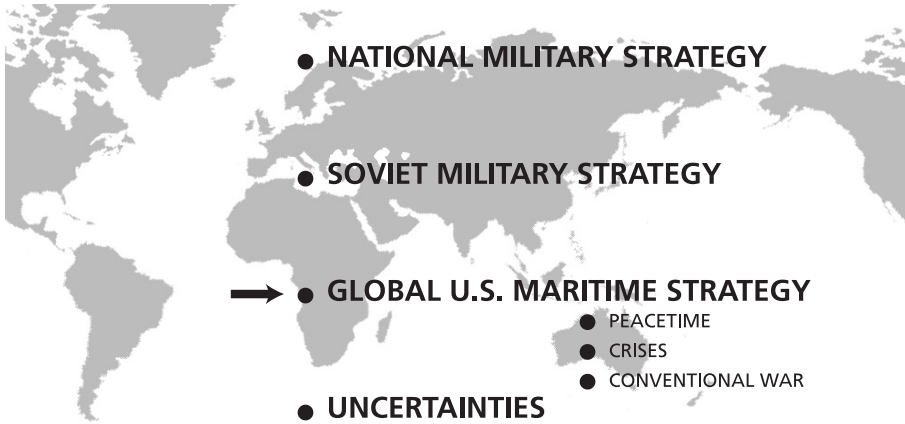 ● NATIONAL MILITARY STRATEGY
● SOVIET MILITARY STRATEGY
● GLOBAL U.S. MARITIME STRATEGY
● PEACETIME
● CRISES
● CONVENTIONAL WAR
● UNCERTAINTIES